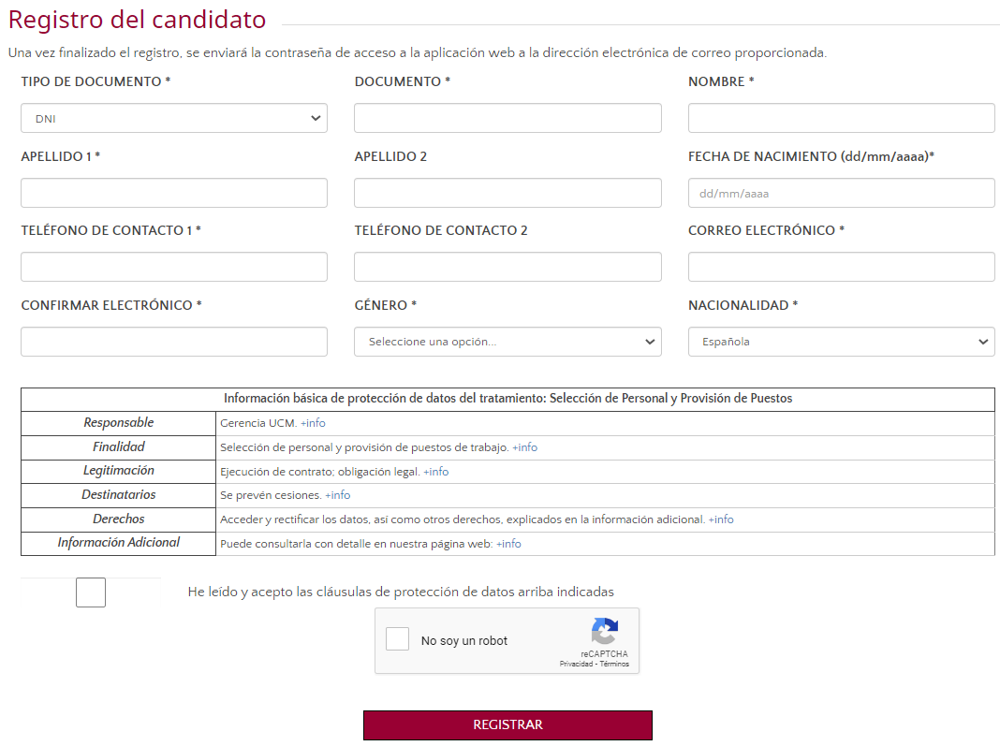 Registro del candidato
Una vez finalizado el registro, se enviará la contraseña de acceso a la aplicación web a la dirección electrónica de correo proporcionada.
TIPO DE DOCUMENTO * DOCUMENTO * NOMBRE *
DNI
APELLIDO 1 * APELLIDO 2 FECHA DE NACIMIENTO (dd/mm/aaaa)*
dd/mm/aaaa
TELÉFONO DE CONTACTO 1 * TELÉFONO DE CONTACTO 2 CORREO ELECTRÓNICO *
CONFIRMAR ELECTRÓNICO * GÉNERO * NACIONALIDAD *
Seleccione una opción... Española
Información básica de protección de datos del tratamiento: Selección de Personal y Provisión de Puestos
Responsable Gerencia UCM. +info
Finalidad Selección de personal y provisión de puestos de trabajo. +info
Legitimación Ejecución de contrato; obligación legal. +info
Destinatarios Se prevén cesiones. +info
Derechos Acceder y rectificar los datos, así como otros derechos, explicados en la información adicional. +info
Información Adicional Puede consultarla con detalle en nuestra página web: +info
He leído y acepto las cláusulas de protección de datos arriba indicadas
No soy un robot
reCAPTCHA
Privacidad - Términos
REGISTRAR